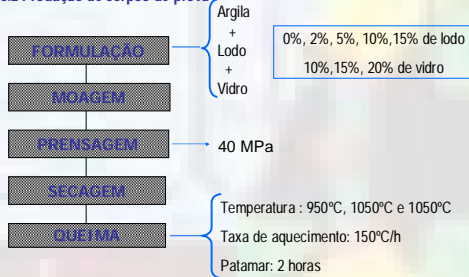 Produção de corpos de prova
FORMULAÇÃO
Argila
+
Lodo
+
Vidro
0%, 2%, 5%, 10%,15% de lodo
10%,15%, 20% de vidro
MOAGEM
PRENSAGEM
40 MPa
SECAGEM
QUEIMA
Temperatura : 950ºC, 1050ºC e 1050ºC
Taxa de aquecimento: 150ºC/h
Patamar: 2 horas